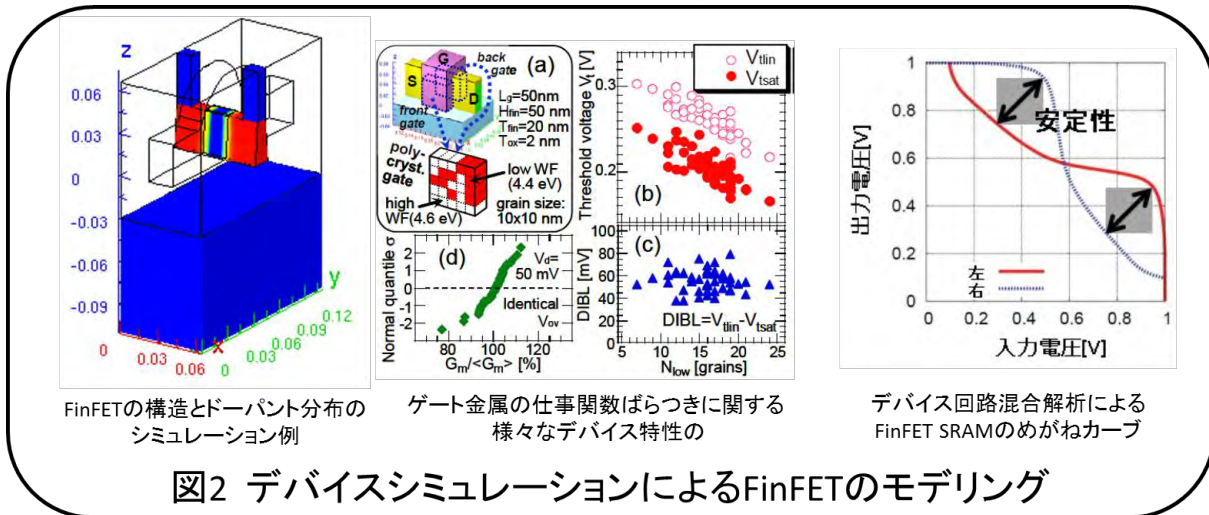 z
0.06
0.03
0
-0.03
-0.06
-0.09
y
0.12
0.09
0.06
0.03
0
x
0
0.03
0.06
FinFETの構造とドーパント分布の
シミュレーション例
(a)
G
S
D
back
gate
front
gate
Lg=50nm
Hfin=50 nm
Tfin=20 nm
Tox=2 nm
poly-
cryst.
gate
low WF
(4.4 eV)
high
WF(4.6 eV)
grain size:
10x10 nm
Vtlin
Vtsat
Threshold voltage Vt [V]
0.3
0.2
(b)
(c)
DIBL [mV]
100
80
60
40
20
0
DIBL=Vtlin-Vtsat
5
10
15
20
25
Nlow [grains]
(d)
Vd=
50 mV
Identical
Vov
Normal quantile σ
2
1
0
-1
-2
80
100
120
Gm/<Gm> [%]
ゲート金属の仕事関数ばらつきに関する
様々なデバイス特性の
出力電圧[V]
1.0
0.8
0.6
0.4
0.2
0
安定性
左
右
0
0.2
0.4
0.6
0.8
1
入力電圧[V]
デバイス回路混合解析による
FinFET SRAMのめがねカーブ
図2 デバイスシミュレーションによるFinFETのモデリング